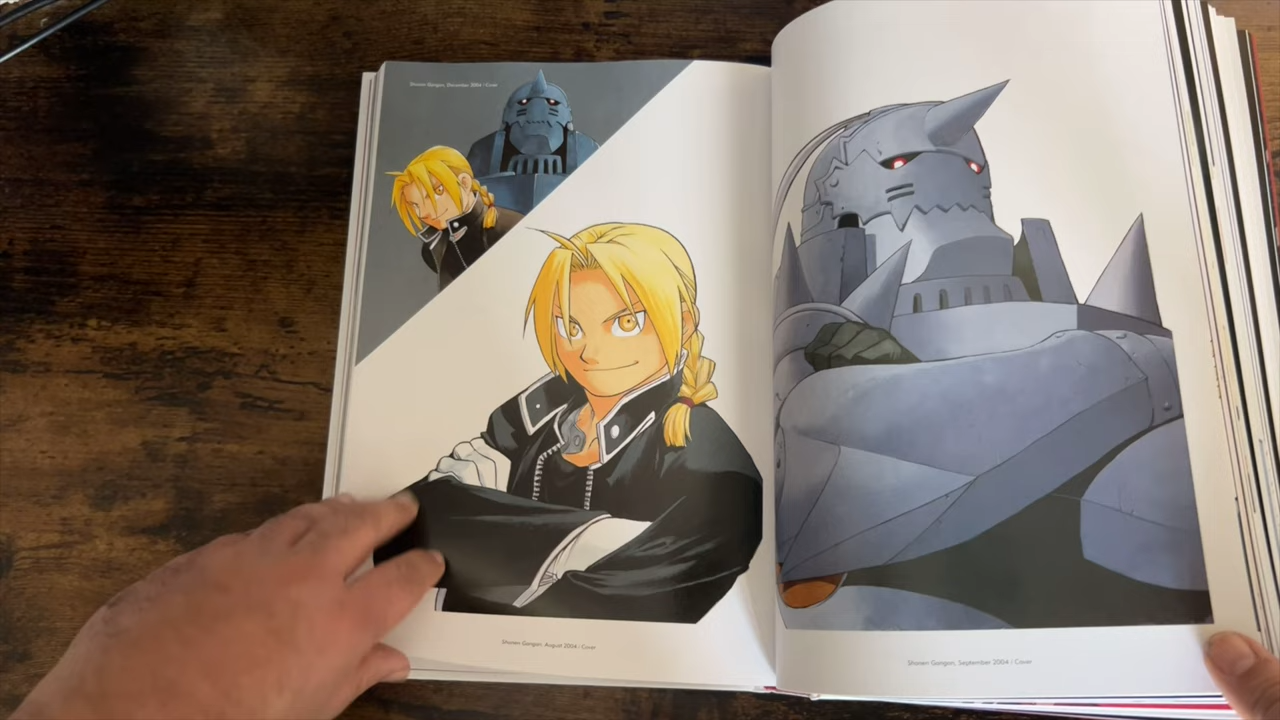 Shonen Gangan, December 2004 / Cover
Shonen Gangan, August 2004 / Cover
Shonen Gangan, September 2004 / Cover